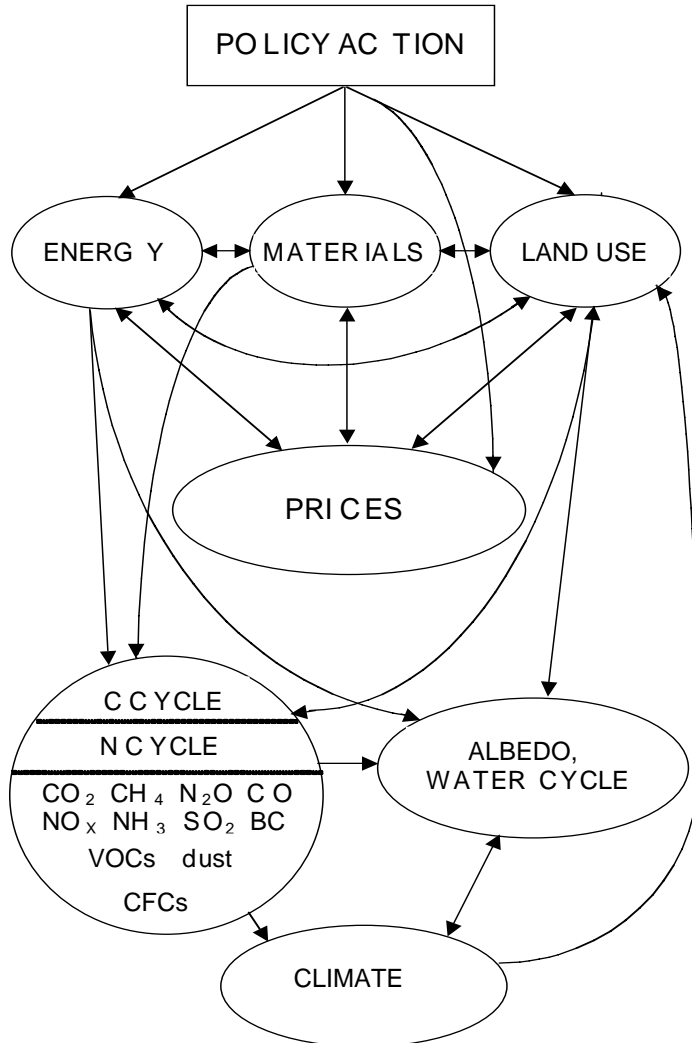 POLICY ACTION
ENERGY MATERIALS LAND USE
PRICES
C CYCLE
N CYCLE
CO₂ CH₄ N₂O CO
NOₓ NH₃ SO₂ BC
VOCs dust
CFCs
ALBEDO,
WATER CYCLE
CLIMATE